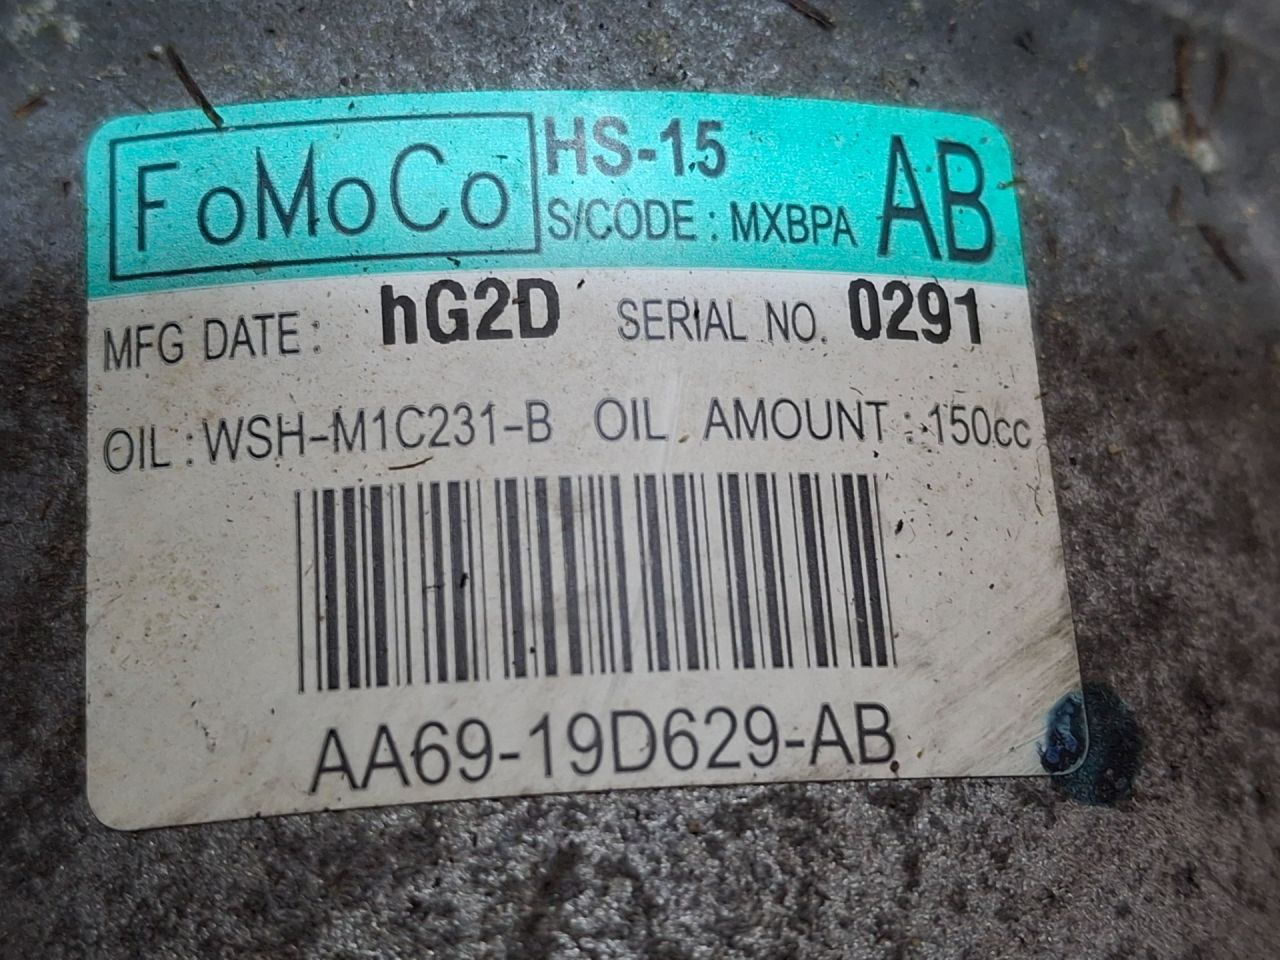 FoMoCo HS-15 AB
S/CODE : MXBPA
MFG DATE : hG2D SERIAL NO. 0291
OIL : WSH-M1C231-B OIL AMOUNT : 150cc
AA69-19D629-AB